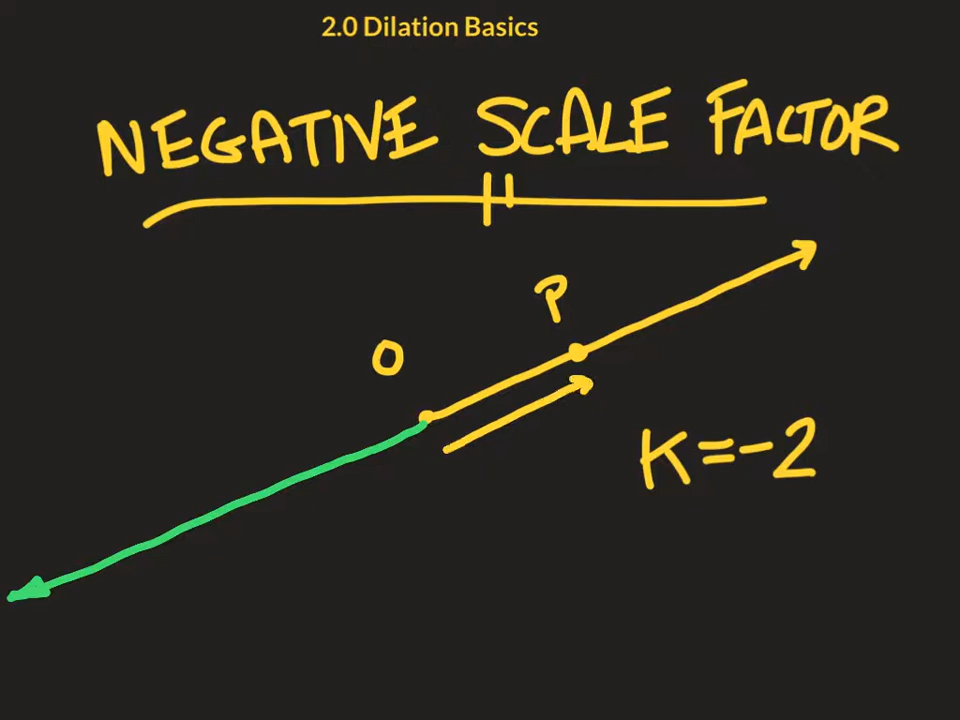 2.0 Dilation Basics
NEGATIVE SCALE FACTOR
P
O
K=-2